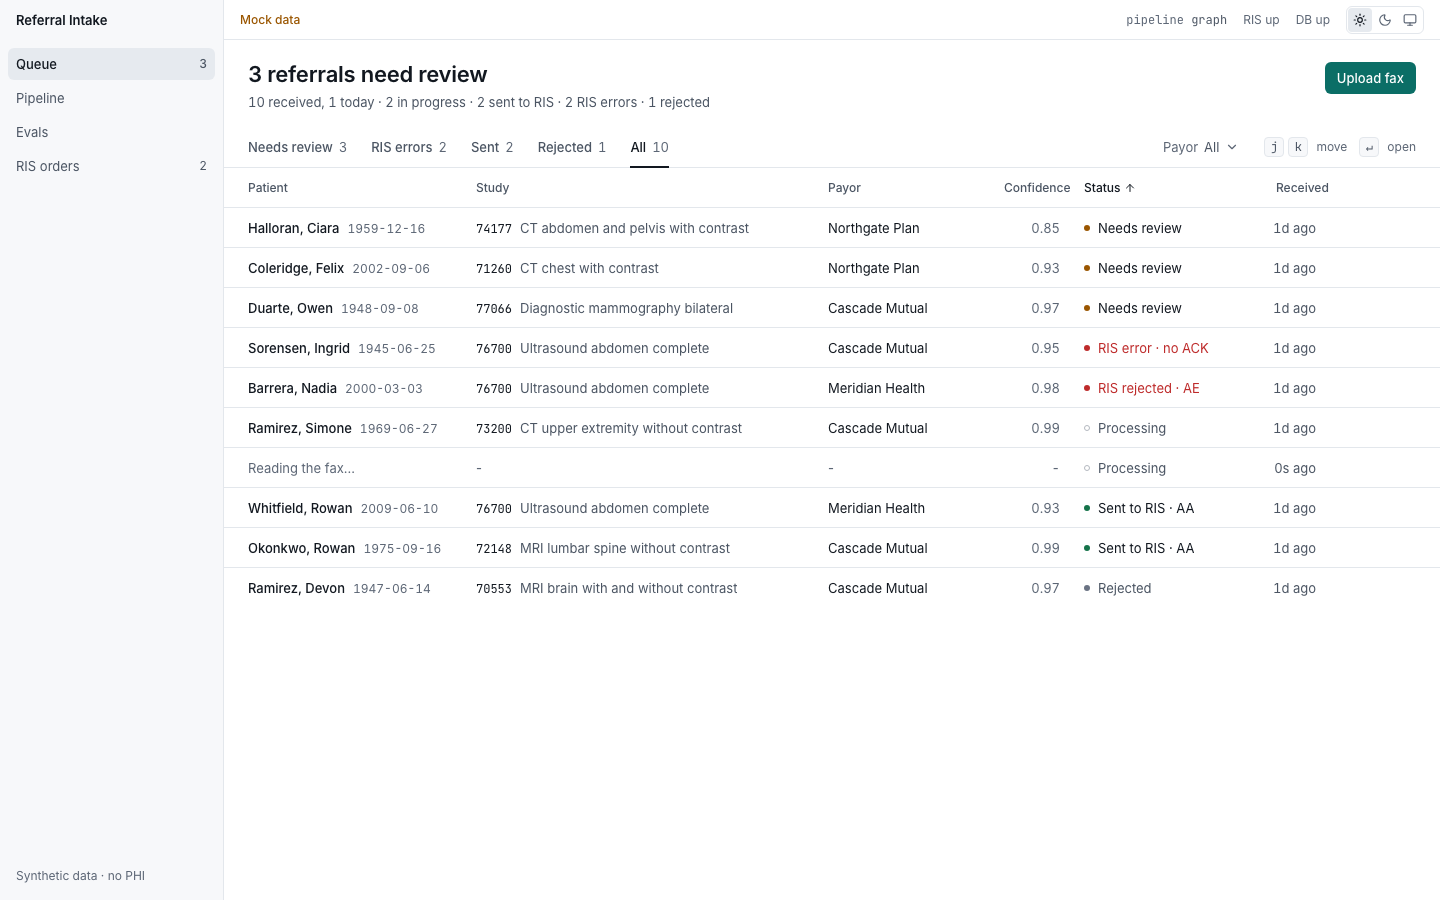 Referral Intake
Mock data
pipeline graph RIS up DB up
Queue 3
Pipeline
Evals
RIS orders 2
3 referrals need review
Upload fax
10 received, 1 today · 2 in progress · 2 sent to RIS · 2 RIS errors · 1 rejected
Needs review 3 RIS errors 2 Sent 2 Rejected 1 All 10
Payor All j k move ↵ open
Patient Study Payor Confidence Status ↑ Received
Halloran, Ciara 1959-12-16 74177 CT abdomen and pelvis with contrast Northgate Plan 0.85 Needs review 1d ago
Coleridge, Felix 2002-09-06 71260 CT chest with contrast Northgate Plan 0.93 Needs review 1d ago
Duarte, Owen 1948-09-08 77066 Diagnostic mammography bilateral Cascade Mutual 0.97 Needs review 1d ago
Sorensen, Ingrid 1945-06-25 76700 Ultrasound abdomen complete Cascade Mutual 0.95 RIS error · no ACK 1d ago
Barrera, Nadia 2000-03-03 76700 Ultrasound abdomen complete Meridian Health 0.98 RIS rejected · AE 1d ago
Ramirez, Simone 1969-06-27 73200 CT upper extremity without contrast Cascade Mutual 0.99 Processing 1d ago
Reading the fax... - - - Processing 0s ago
Whitfield, Rowan 2009-06-10 76700 Ultrasound abdomen complete Meridian Health 0.93 Sent to RIS · AA 1d ago
Okonkwo, Rowan 1975-09-16 72148 MRI lumbar spine without contrast Cascade Mutual 0.99 Sent to RIS · AA 1d ago
Ramirez, Devon 1947-06-14 70553 MRI brain with and without contrast Cascade Mutual 0.97 Rejected 1d ago
Synthetic data · no PHI